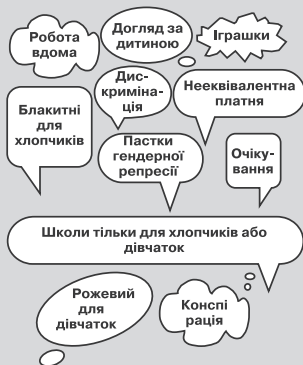 Робота
вдома
Догляд за
дитиною
Іграшки
Дис-
криміна-
ція
Нееквівалентна
платня
Блакитні
для
хлопчиків
Пастки
гендерної
репресії
Очіку-
вання
Школи тільки для хлопчиків або
дівчаток
Рожевий
для
дівчаток
Конспі
рація